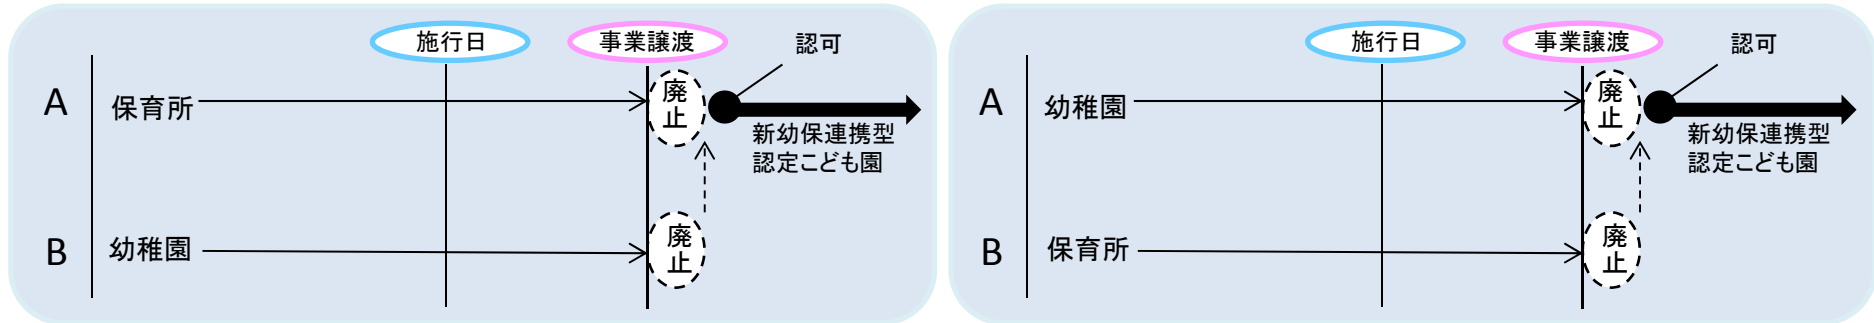 施行日
事業譲渡
認可
A
保育所
廃
止
新幼保連携型
認定こども園
B
幼稚園
廃
止
施行日
事業譲渡
認可
A
幼稚園
廃
止
新幼保連携型
認定こども園
B
保育所
廃
止